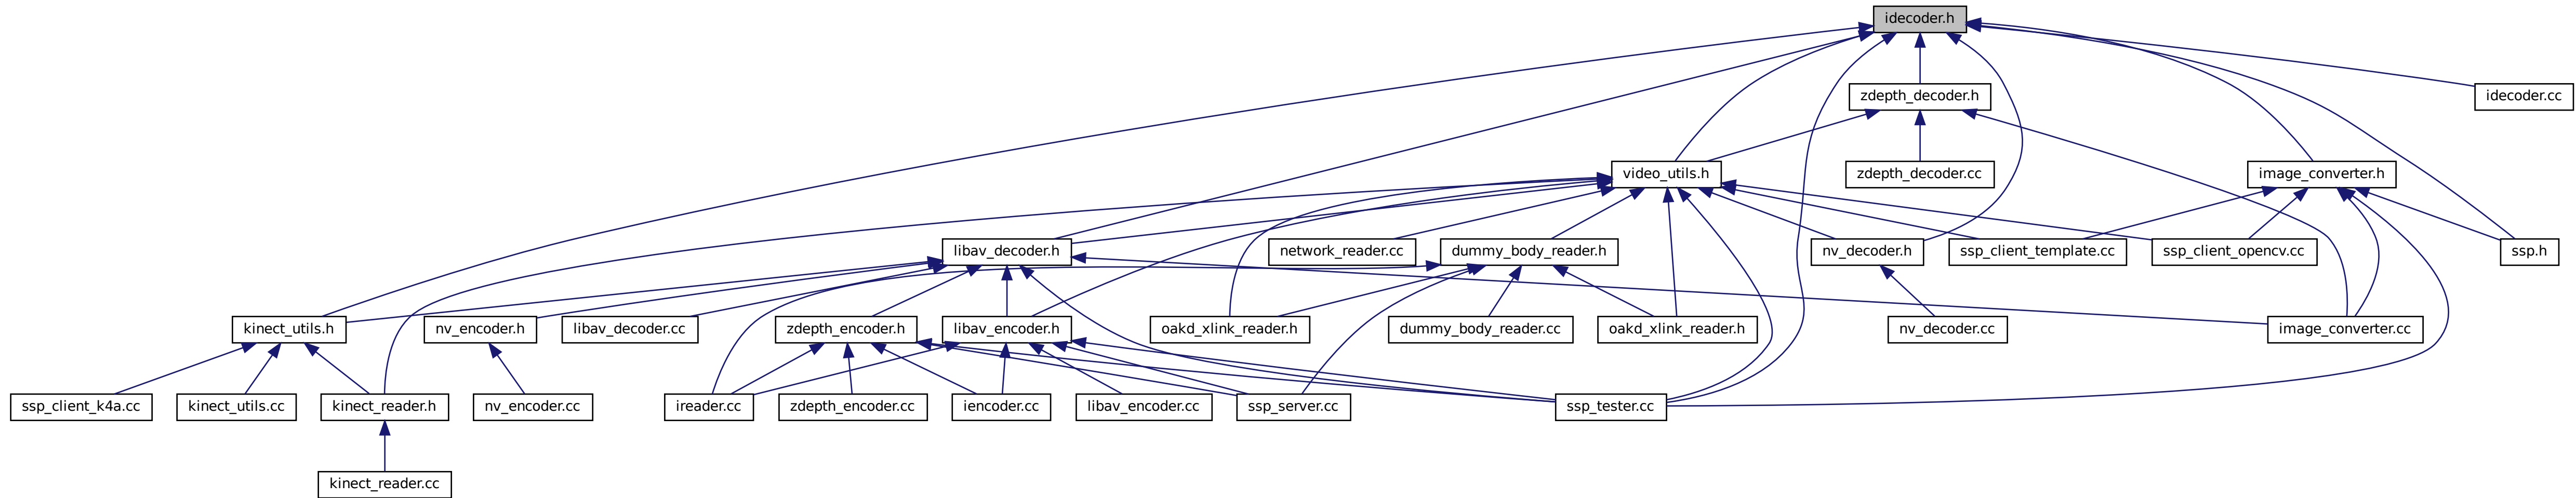 idecoder.h
zdepth_decoder.h
idecoder.cc
video_utils.h
zdepth_decoder.cc
image_converter.h
libav_decoder.h
network_reader.cc
dummy_body_reader.h
nv_decoder.h
ssp_client_template.cc
ssp_client_opencv.cc
ssp.h
kinect_utils.h
nv_encoder.h
libav_decoder.cc
zdepth_encoder.h
libav_encoder.h
oakd_xlink_reader.h
dummy_body_reader.cc
oakd_xlink_reader.h
nv_decoder.cc
image_converter.cc
ssp_client_k4a.cc
kinect_utils.cc
kinect_reader.h
nv_encoder.cc
ireader.cc
zdepth_encoder.cc
iencoder.cc
libav_encoder.cc
ssp_server.cc
ssp_tester.cc
kinect_reader.cc